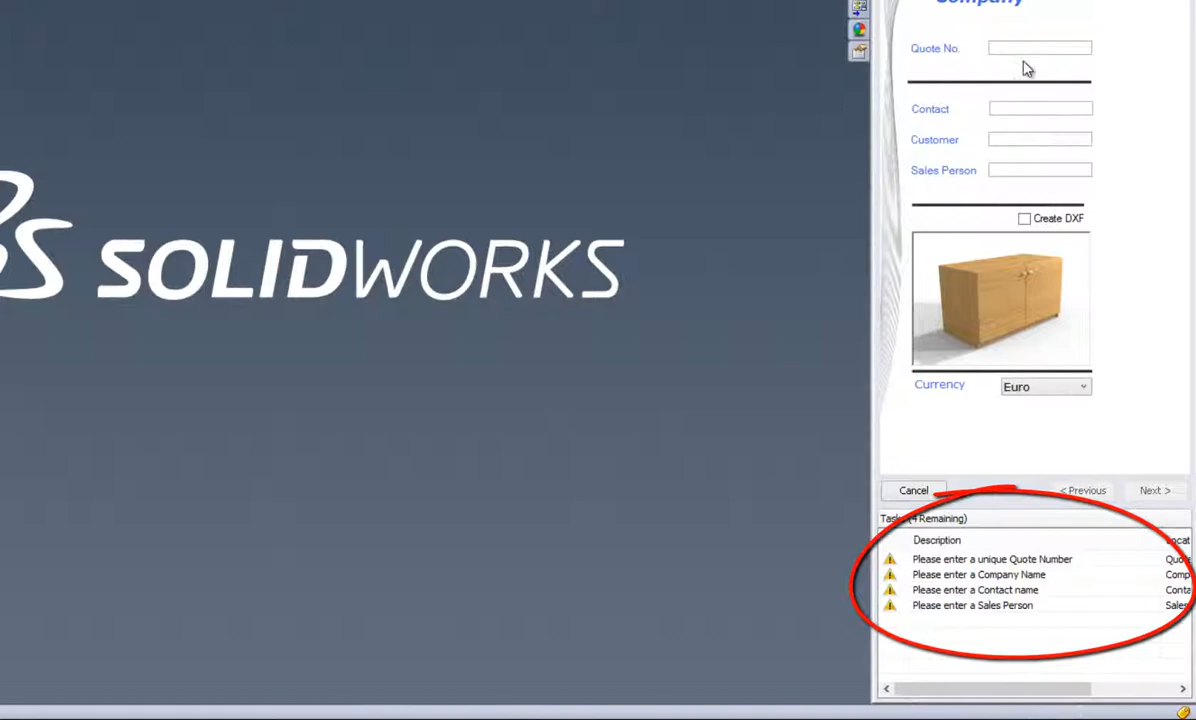 Company
Quote No.
Contact
Customer
Sales Person
Create DXF
SOLIDWORKS
Currency
Euro
Cancel
< Previous
Next >
Tasks (4 Remaining)
Description
Please enter a unique Quote Number
Please enter a Company Name
Please enter a Contact name
Please enter a Sales Person